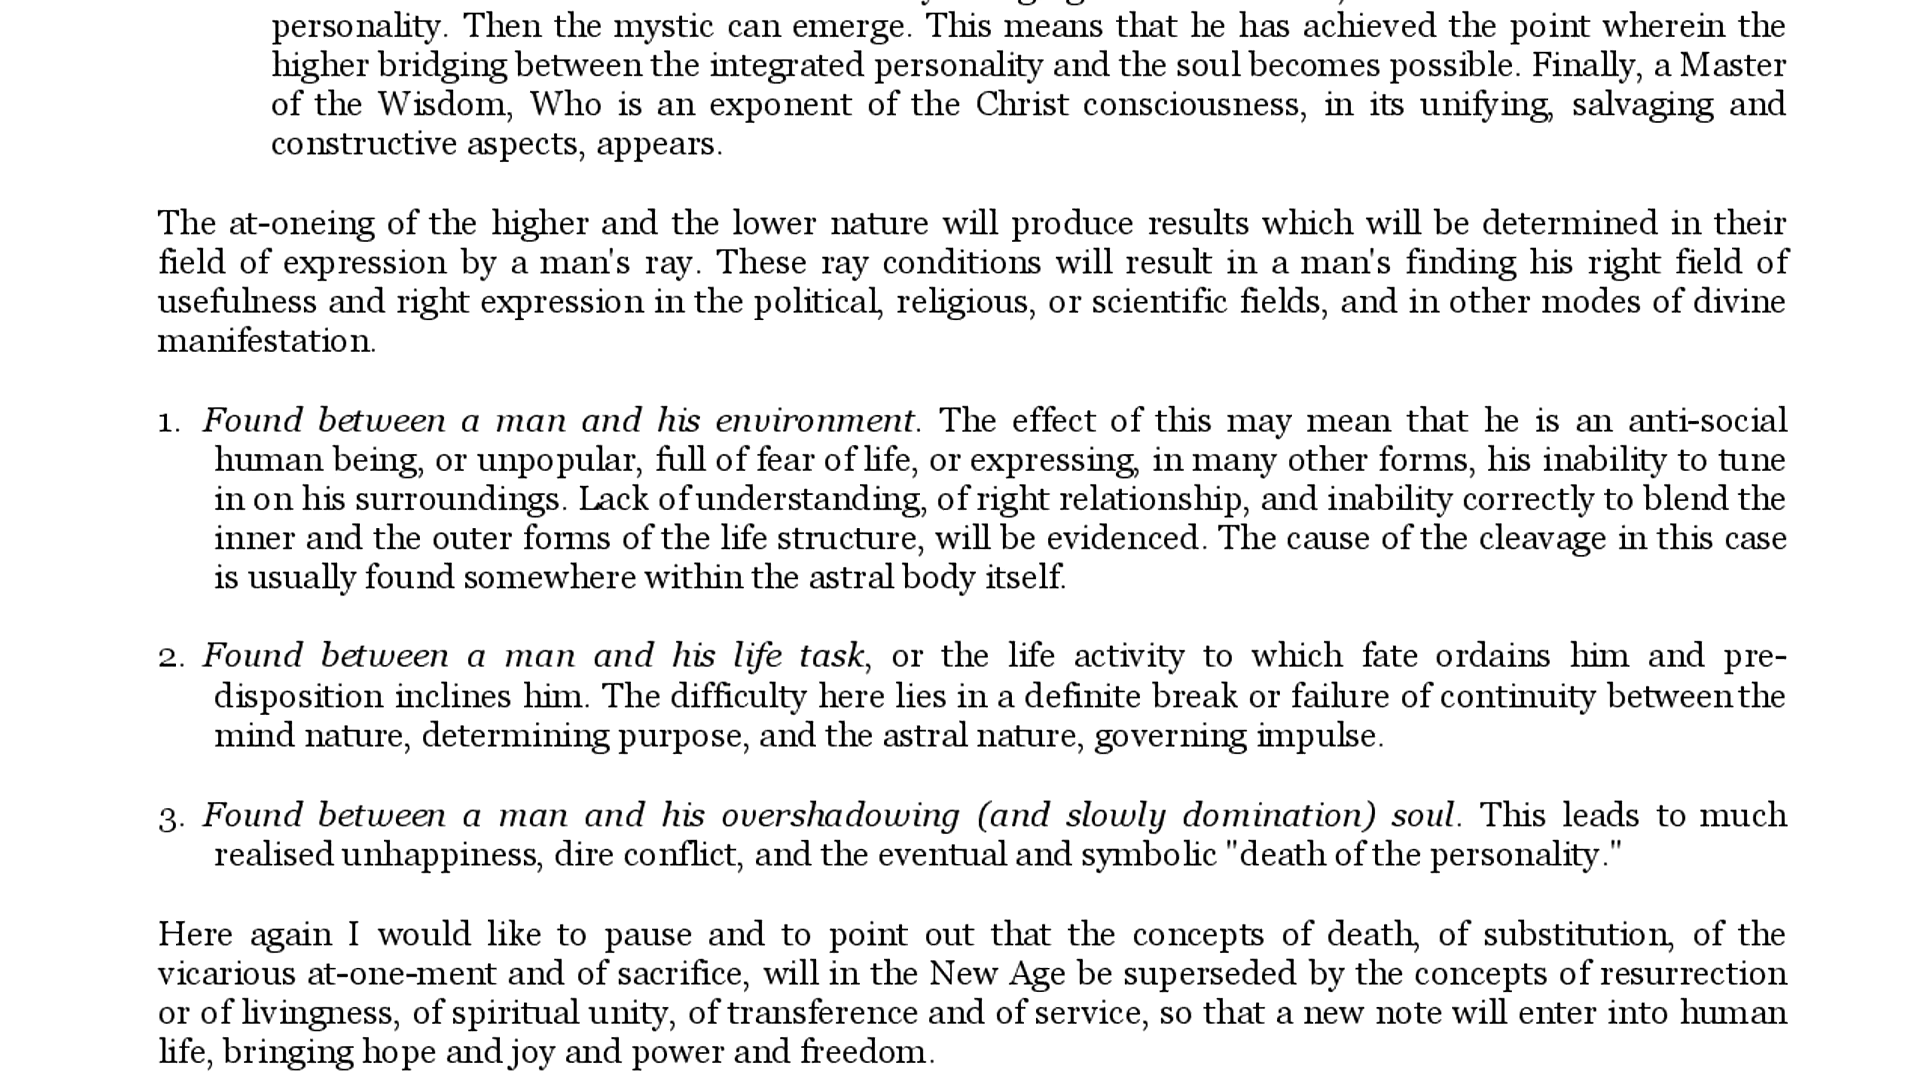 personality. Then the mystic can emerge. This means that he has achieved the point wherein the
higher bridging between the integrated personality and the soul becomes possible. Finally, a Master
of the Wisdom, Who is an exponent of the Christ consciousness, in its unifying, salvaging and
constructive aspects, appears.
The at-oneing of the higher and the lower nature will produce results which will be determined in their
field of expression by a man's ray. These ray conditions will result in a man's finding his right field of
usefulness and right expression in the political, religious, or scientific fields, and in other modes of divine
manifestation.
1. Found between a man and his environment. The effect of this may mean that he is an anti-social
human being, or unpopular, full of fear of life, or expressing, in many other forms, his inability to tune
in on his surroundings. Lack of understanding, of right relationship, and inability correctly to blend the
inner and the outer forms of the life structure, will be evidenced. The cause of the cleavage in this case
is usually found somewhere within the astral body itself.
2. Found between a man and his life task, or the life activity to which fate ordains him and pre-
disposition inclines him. The difficulty here lies in a definite break or failure of continuity between the
mind nature, determining purpose, and the astral nature, governing impulse.
3. Found between a man and his overshadowing (and slowly domination) soul. This leads to much
realised unhappiness, dire conflict, and the eventual and symbolic "death of the personality."
Here again I would like to pause and to point out that the concepts of death, of substitution, of the
vicarious at-one-ment and of sacrifice, will in the New Age be superseded by the concepts of resurrection
or of livingness, of spiritual unity, of transference and of service, so that a new note will enter into human
life, bringing hope and joy and power and freedom.